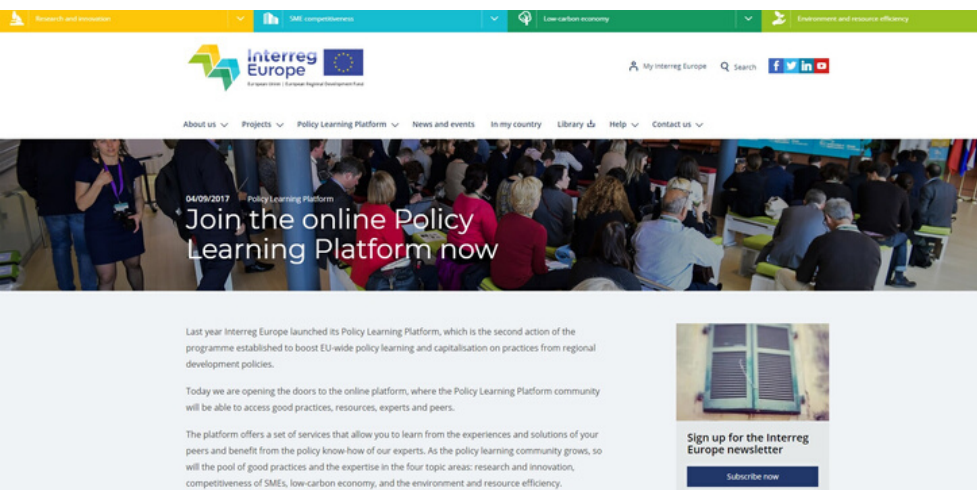 Research and innovation
SME competitiveness
Low-carbon economy
Environment and resource efficiency
Interreg
Europe
European Union | European Regional Development Fund
My Interreg Europe
Search
About us
Projects
Policy Learning Platform
News and events
In my country
Library
Help
Contact us
04/09/2017 Policy Learning Platform
Join the online Policy
Learning Platform now
Last year Interreg Europe launched its Policy Learning Platform, which is the second action of the
programme established to boost EU-wide policy learning and capitalisation on practices from regional
development policies.
Today we are opening the doors to the online platform, where the Policy Learning Platform community
will be able to access good practices, resources, experts and peers.
The platform offers a set of services that allow you to learn from the experiences and solutions of your
peers and benefit from the policy know-how of our experts. As the policy learning community grows, so
will the pool of good practices and the expertise in the four topic areas: research and innovation,
competitiveness of SMEs, low-carbon economy, and the environment and resource efficiency.
Sign up for the Interreg
Europe newsletter
Subscribe now